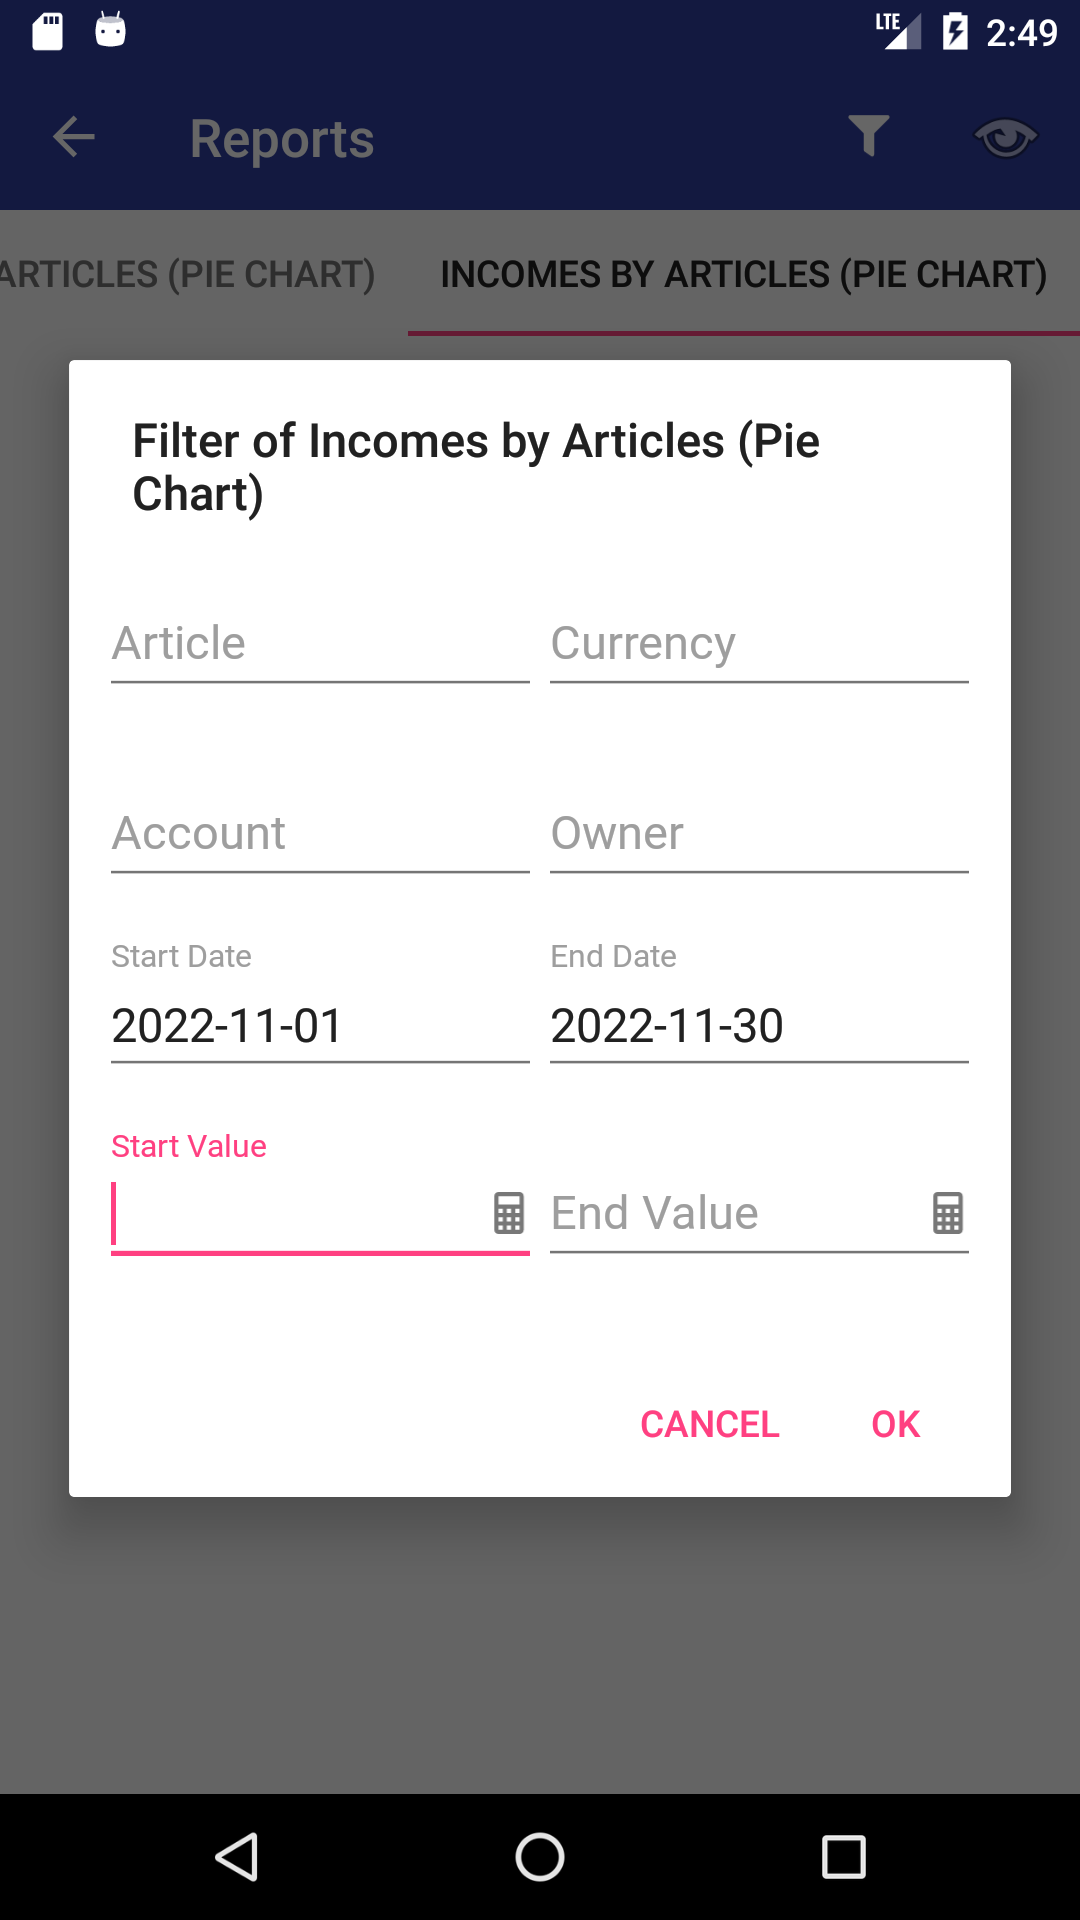 LTE 2:49
Reports
ARTICLES (PIE CHART) INCOMES BY ARTICLES (PIE CHART)
Filter of Incomes by Articles (Pie
Chart)
Article Currency
Account Owner
Start Date End Date
2022-11-01 2022-11-30
Start Value
End Value
CANCEL OK